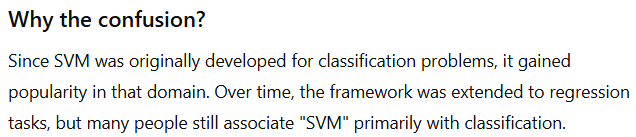 Why the confusion?
Since SVM was originally developed for classification problems, it gained
popularity in that domain. Over time, the framework was extended to regression
tasks, but many people still associate "SVM" primarily with classification.